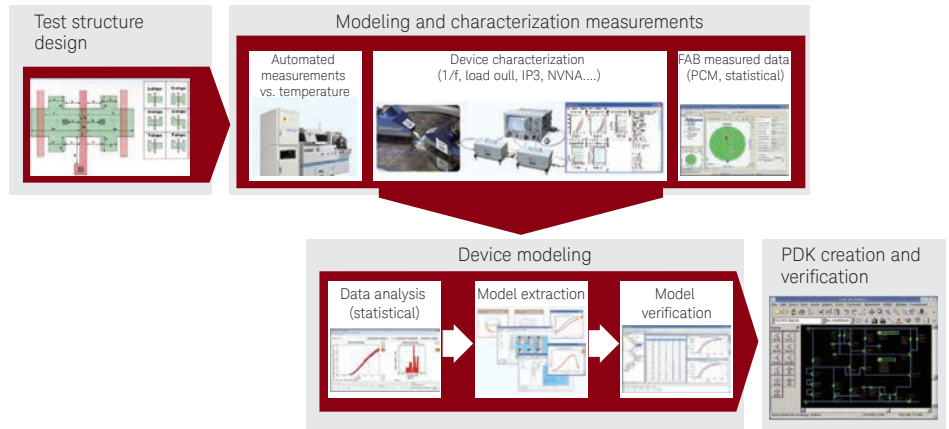 Test structure
design
Modeling and characterization measurements
Automated
measurements
vs. temperature
Device characterization
(1/f, load oull, IP3, NVNA....)
FAB measured data
(PCM, statistical)
Device modeling
Data analysis
(statistical)
Model extraction
Model
verification
PDK creation and
verification